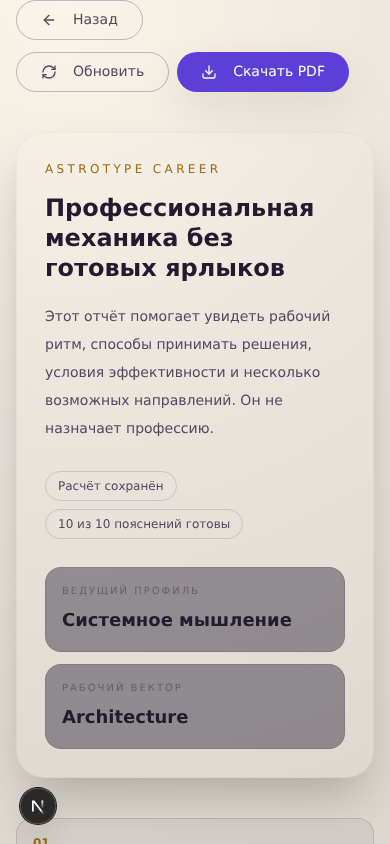 Назад
Обновить
Скачать PDF
ASTROTYPE CAREER
Профессиональная
механика без
готовых ярлыков
Этот отчёт помогает увидеть рабочий
ритм, способы принимать решения,
условия эффективности и несколько
возможных направлений. Он не
назначает профессию.
Расчёт сохранён
10 из 10 пояснений готовы
ВЕДУЩИЙ ПРОФИЛЬ
Системное мышление
РАБОЧИЙ ВЕКТОР
Architecture
N
01